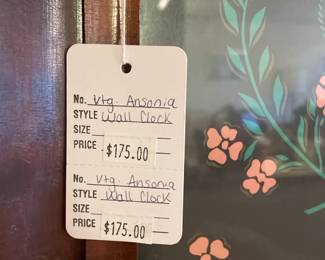 No. Vtg. Ansonia
STYLE Wall Clock
SIZE
PRICE $175.00
No. Vtg. Ansonia
STYLE Wall Clock
SIZE
PRICE $175.00